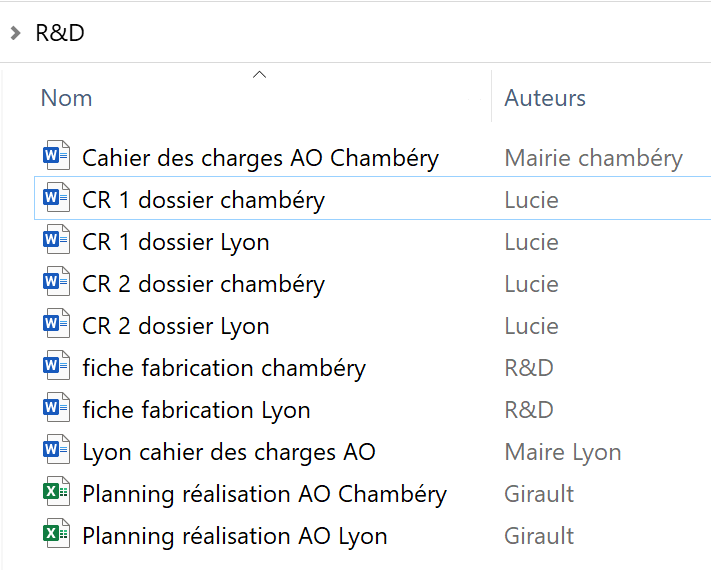 R&D
Nom Auteurs
Cahier des charges AO Chambéry Mairie chambéry
CR 1 dossier chambéry Lucie
CR 1 dossier Lyon Lucie
CR 2 dossier chambéry Lucie
CR 2 dossier Lyon Lucie
fiche fabrication chambéry R&D
fiche fabrication Lyon R&D
Lyon cahier des charges AO Maire Lyon
Planning réalisation AO Chambéry Girault
Planning réalisation AO Lyon Girault